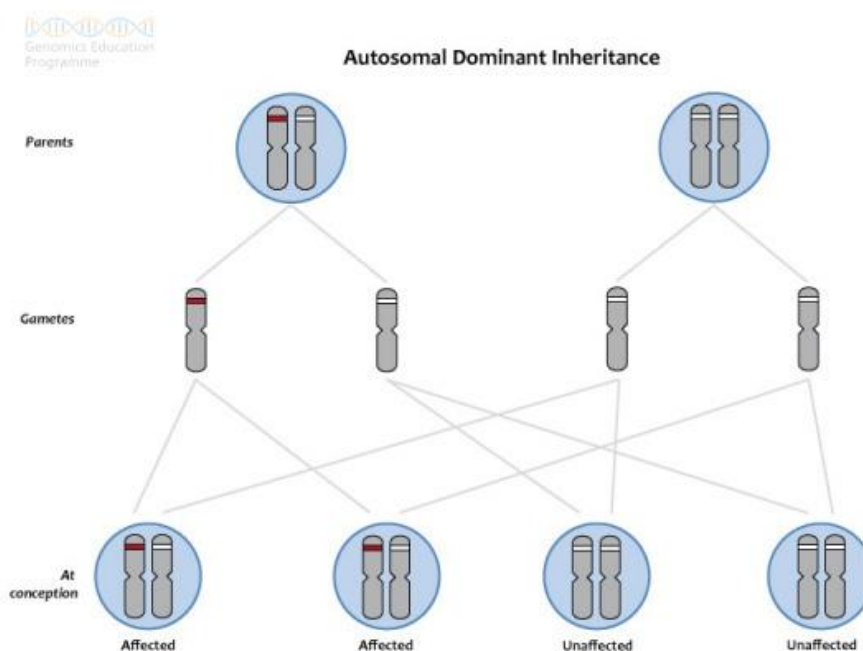 Genomics Education
Programme
Autosomal Dominant Inheritance
Parents
Gametes
At
conception
Affected
Affected
Unaffected
Unaffected